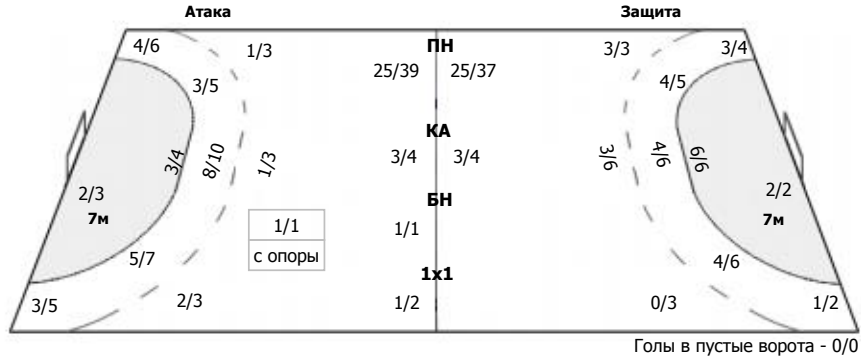 Атака Защита
4/6 1/3 ПН 3/3 3/4
3/5 25/39 25/37 4/5
3/4 8/10 1/3 КА 3/6 4/6 6/6
3/4 3/4
2/3 БН 2/2
7м 1/1 1/1 7м
с опоры
5/7 4/6
1x1
3/5 2/3 1/2 0/3 1/2
Голы в пустые ворота - 0/0